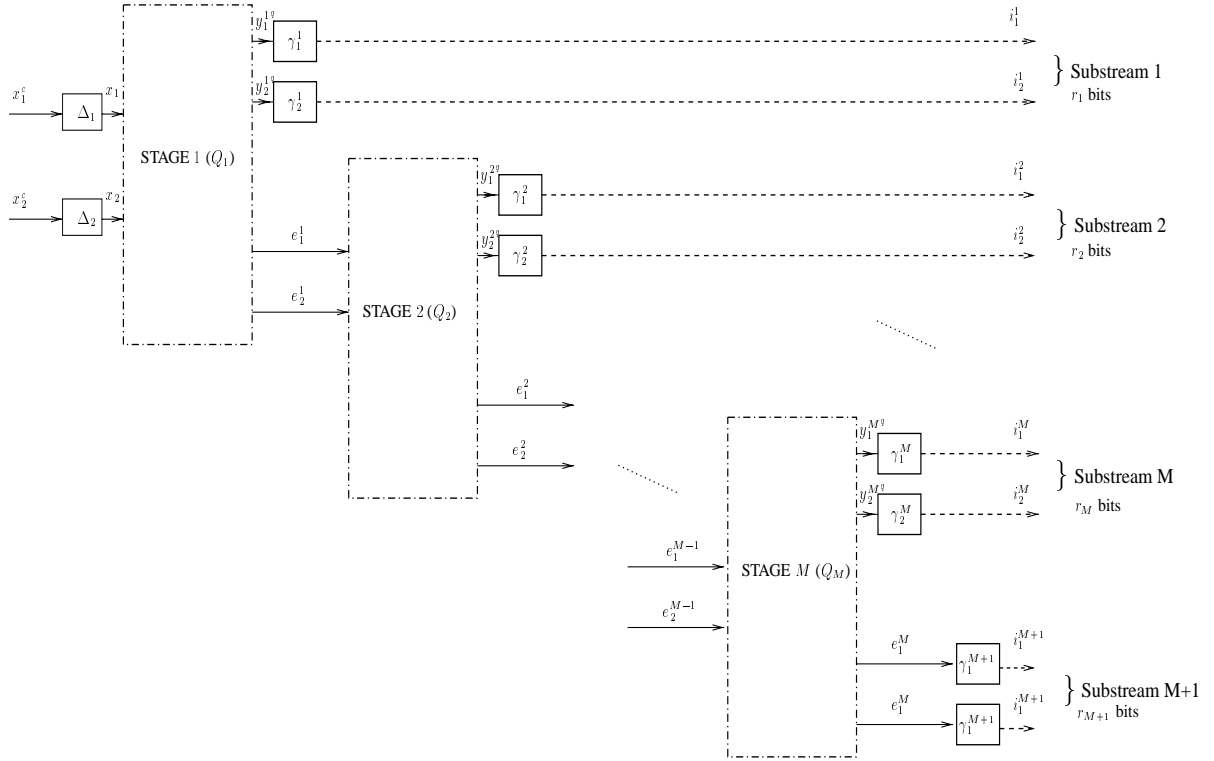 y_1^{1q} γ_1^1 i_1^1
} Substream 1
r_1 bits
y_2^{1q} γ_2^1 i_2^1
x_1^c Δ_1 x_1
STAGE 1 (Q_1)
x_2^c Δ_2 x_2
e_1^1
e_2^1
y_1^{2q} γ_1^2 i_1^2
} Substream 2
r_2 bits
y_2^{2q} γ_2^2 i_2^2
STAGE 2 (Q_2)
e_1^2
e_2^2
y_1^{Mq} γ_1^M i_1^M
} Substream M
r_M bits
y_2^{Mq} γ_2^M i_2^M
e_1^{M-1}
STAGE M (Q_M)
e_2^{M-1}
e_1^M γ_1^{M+1} i_1^{M+1}
} Substream M+1
r_{M+1} bits
e_1^M γ_1^{M+1} i_1^{M+1}